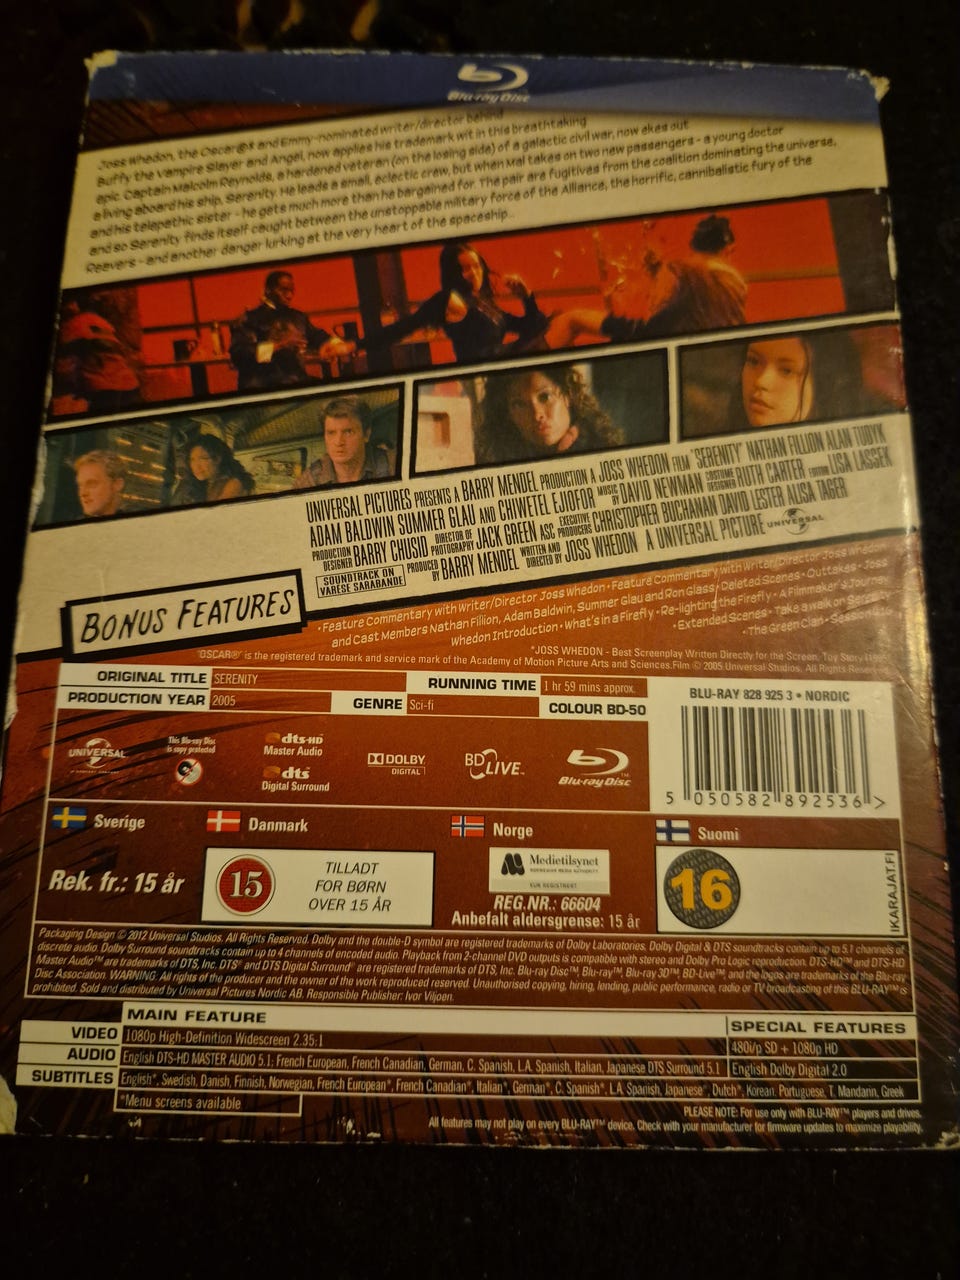 Blu-ray Disc
Joss Whedon, the Oscar®* and Emmy-nominated writer/director behind
Buffy the Vampire Slayer and Angel, now applies his trademark wit in this breathtaking
epic. Captain Malcolm Reynolds, a hardened veteran (on the losing side) of a galactic civil war, now ekes out
a living aboard his ship, Serenity. He leads a small, eclectic crew, but when Mal takes on two new passengers - a young doctor
and his telepathic sister - he gets much more than he bargained for. The pair are fugitives from the coalition dominating the universe,
and so Serenity finds itself caught between the unstoppable military force of the Alliance, the horrific, cannibalistic fury of the
Reavers - and another danger lurking at the very heart of the spaceship...
UNIVERSAL PICTURES PRESENTS A BARRY MENDEL PRODUCTION A JOSS WHEDON FILM 'SERENITY' NATHAN FILLION ALAN TUDYK
ADAM BALDWIN SUMMER GLAU AND CHIWETEL EJIOFOR MUSIC BY DAVID NEWMAN COSTUME DESIGNER RUTH CARTER EDITOR LISA LASSEK
PRODUCTION DESIGNER BARRY CHUSID DIRECTOR OF PHOTOGRAPHY JACK GREEN ASC EXECUTIVE PRODUCERS CHRISTOPHER BUCHANAN DAVID LESTER ALISA TAGER
SOUNDTRACK ON VARÈSE SARABANDE PRODUCED BY BARRY MENDEL WRITTEN AND DIRECTED BY JOSS WHEDON A UNIVERSAL PICTURE UNIVERSAL
BONUS FEATURES
• Feature Commentary with Writer/Director Joss Whedon • Feature Commentary with Writer/Director Joss Whedon
and Cast Members Nathan Fillion, Adam Baldwin, Summer Glau and Ron Glass • Deleted Scenes • Outtakes • Joss
Whedon Introduction • What's in a Firefly • Re-lighting the Firefly • A Filmmaker's Journey
• Extended Scenes • Take a walk on Serenity
• The Green Clan • Session 416
*JOSS WHEDON - Best Screenplay Written Directly for the Screen, Toy Story (1995)
"OSCAR®" is the registered trademark and service mark of the Academy of Motion Picture Arts and Sciences. Film © 2005 Universal Studios. All Rights Reserved.
ORIGINAL TITLE SERENITY RUNNING TIME 1 hr 59 mins approx.
PRODUCTION YEAR 2005 GENRE Sci-fi COLOUR BD-50
BLU-RAY 828 925 3 • NORDIC
UNIVERSAL
This Blu-ray Disc
is copy protected
dts-HD
Master Audio
dts
Digital Surround
DOLBY
DIGITAL
BD LIVE™
Blu-ray Disc™
5 050582 892536 >
Sverige
Danmark
Norge
Suomi
Rek. fr.: 15 år
15
TILLADT
FOR BØRN
OVER 15 ÅR
Medietilsynet
NORWEGIAN MEDIA AUTHORITY
KUN REGISTRERT
REG.NR.: 66604
Anbefalt aldersgrense: 15 år
16
IKARAJAT.FI
Packaging Design © 2012 Universal Studios. All Rights Reserved. Dolby and the double-D symbol are registered trademarks of Dolby Laboratories. Dolby Digital & DTS soundtracks contain up to 5.1 channels of
discrete audio. Dolby Surround soundtracks contain up to 4 channels of encoded audio. Playback from 2-channel DVD outputs is compatible with stereo and Dolby Pro Logic reproduction. DTS-HD™ and DTS-HD
Master Audio™ are trademarks of DTS, Inc. DTS® and DTS Digital Surround® are registered trademarks of DTS, Inc. Blu-ray Disc™, Blu-ray™, Blu-ray 3D™, BD-Live™, and the logos are trademarks of the Blu-ray
Disc Association. WARNING: All rights of the producer and the owner of the work reproduced reserved. Unauthorised copying, hiring, lending, public performance, radio or TV broadcasting of this BLU-RAY™ is
prohibited. Sold and distributed by Universal Pictures Nordic AB. Responsible Publisher: Ivor Viljoen.
MAIN FEATURE SPECIAL FEATURES
VIDEO 1080p High-Definition Widescreen 2.35:1 480i/p SD + 1080p HD
AUDIO English DTS-HD MASTER AUDIO 5.1; French European, French Canadian, German, C. Spanish, L.A. Spanish, Italian, Japanese DTS Surround 5.1 English Dolby Digital 2.0
SUBTITLES English*, Swedish, Danish, Finnish, Norwegian, French European*, French Canadian*, Italian*, German*, C. Spanish*, L.A. Spanish, Japanese*, Dutch*, Korean, Portuguese, T. Mandarin, Greek
*Menu screens available
PLEASE NOTE: For use only with BLU-RAY™ players and drives.
All features may not play on every BLU-RAY™ device. Check with your manufacturer for firmware updates to maximize playability.